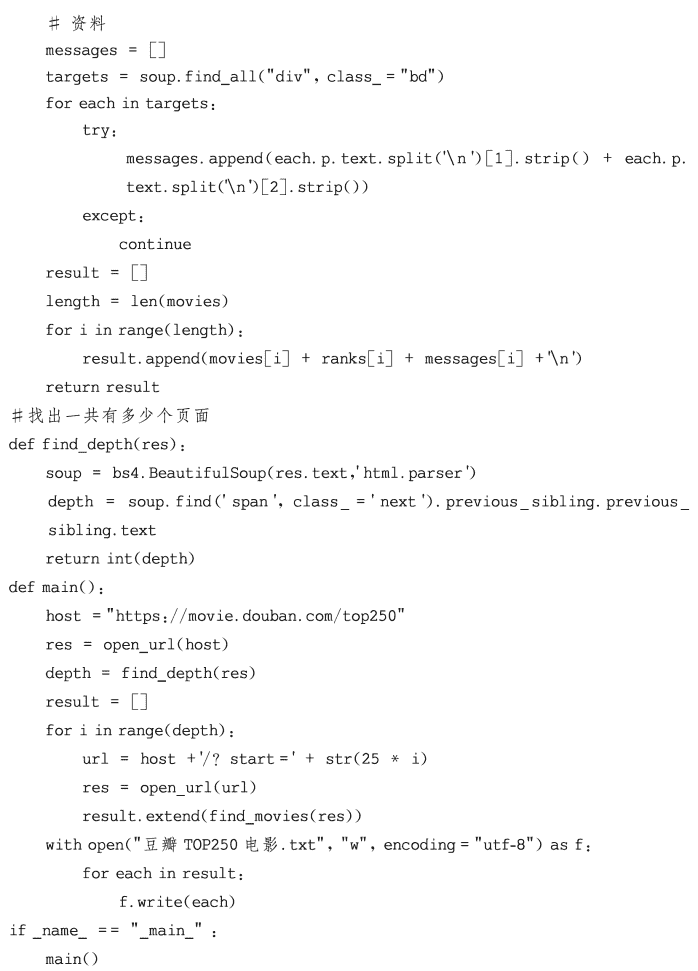 # 资料
messages = []
targets = soup.find_all("div", class_ = "bd")
for each in targets:
try:
messages.append(each.p.text.split('\n')[1].strip() + each.p.
text.split('\n')[2].strip())
except:
continue
result = []
length = len(movies)
for i in range(length):
result.append(movies[i] + ranks[i] + messages[i] +'\n')
return result
#找出一共有多少个页面
def find_depth(res):
soup = bs4.BeautifulSoup(res.text,'html.parser')
depth = soup.find('span', class_ = 'next').previous_sibling.previous_
sibling.text
return int(depth)
def main():
host ="https://movie.douban.com/top250"
res = open_url(host)
depth = find_depth(res)
result = []
for i in range(depth):
url = host +'/? start =' + str(25 * i)
res = open_url(url)
result.extend(find_movies(res))
with open("豆瓣 TOP250 电影.txt", "w", encoding = "utf-8") as f:
for each in result:
f.write(each)
if _name_ == "_main_" :
main()